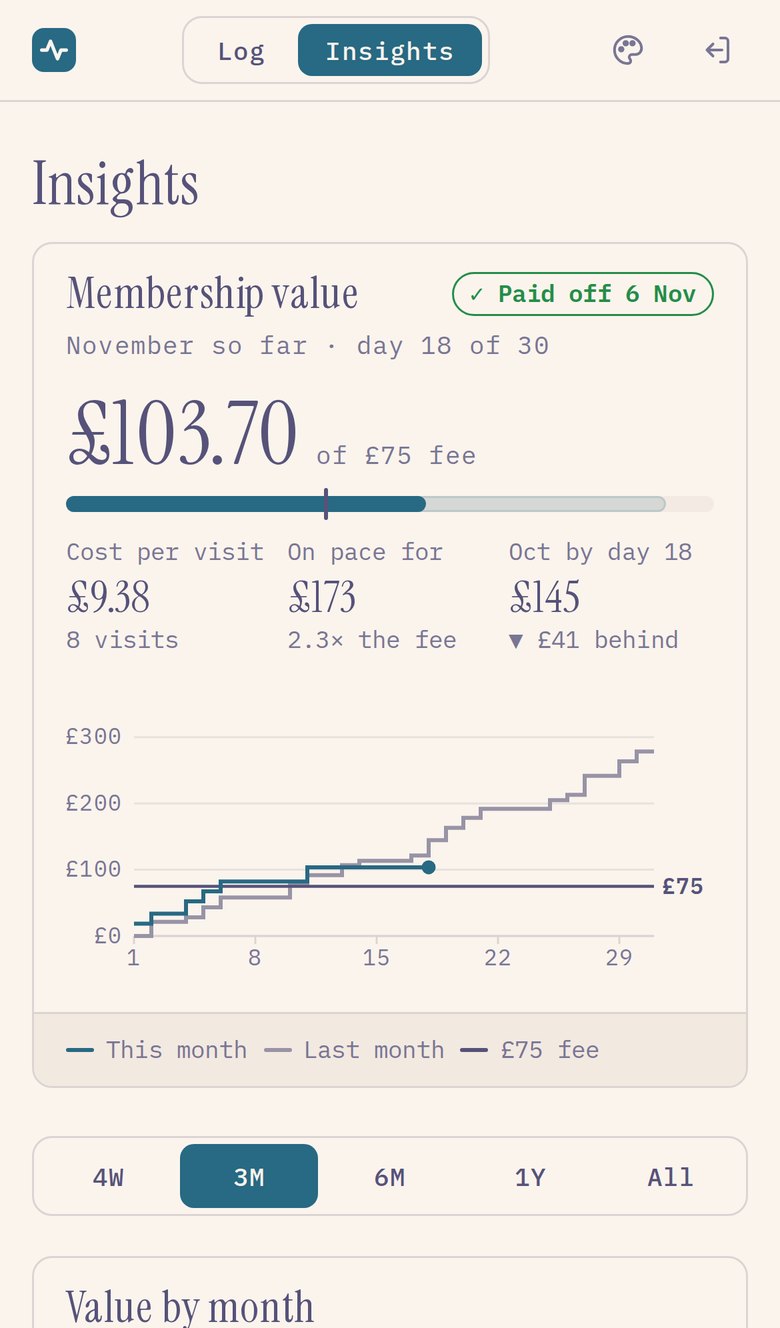 Log Insights
Insights
Membership value ✓ Paid off 6 Nov
November so far · day 18 of 30
£103.70 of £75 fee
Cost per visit On pace for Oct by day 18
£9.38 £173 £145
8 visits 2.3× the fee ▼ £41 behind
£300
£200
£100
£75
£0
1 8 15 22 29
This month Last month £75 fee
4W 3M 6M 1Y All
Value by month